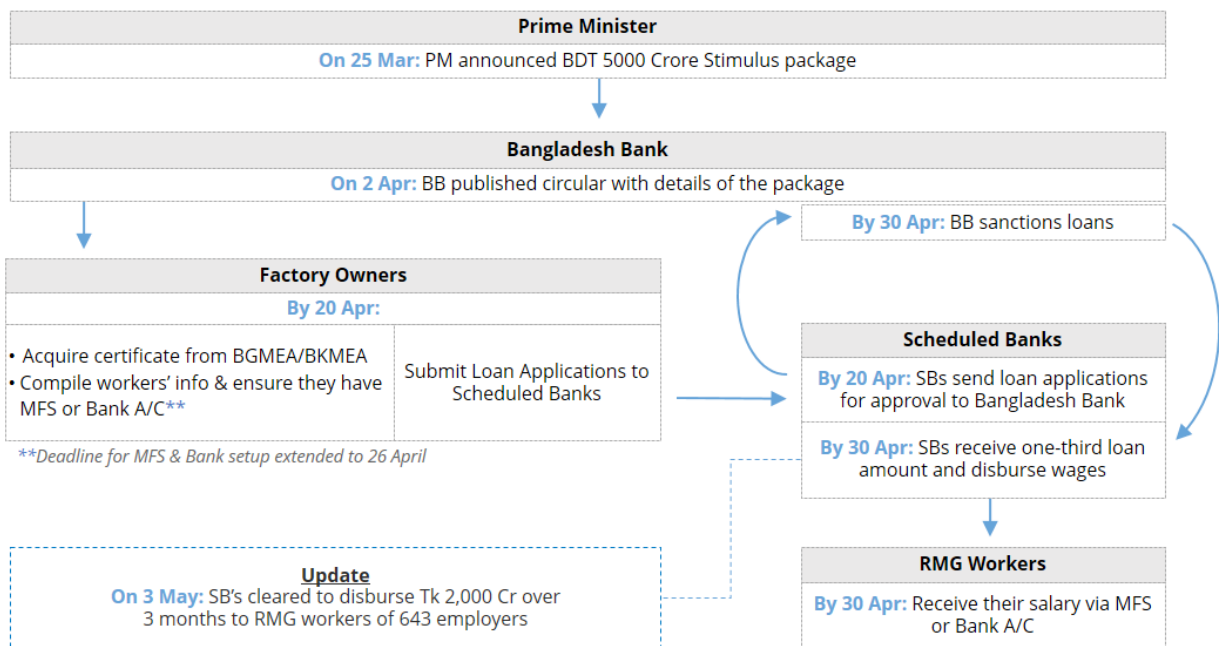 Prime Minister
On 25 Mar: PM announced BDT 5000 Crore Stimulus package
Bangladesh Bank
On 2 Apr: BB published circular with details of the package
By 30 Apr: BB sanctions loans
Factory Owners
By 20 Apr:
• Acquire certificate from BGMEA/BKMEA
• Compile workers’ info & ensure they have
MFS or Bank A/C**
Submit Loan Applications to
Scheduled Banks
**Deadline for MFS & Bank setup extended to 26 April
Scheduled Banks
By 20 Apr: SBs send loan applications
for approval to Bangladesh Bank
By 30 Apr: SBs receive one-third loan
amount and disburse wages
Update
On 3 May: SB’s cleared to disburse Tk 2,000 Cr over
3 months to RMG workers of 643 employers
RMG Workers
By 30 Apr: Receive their salary via MFS
or Bank A/C